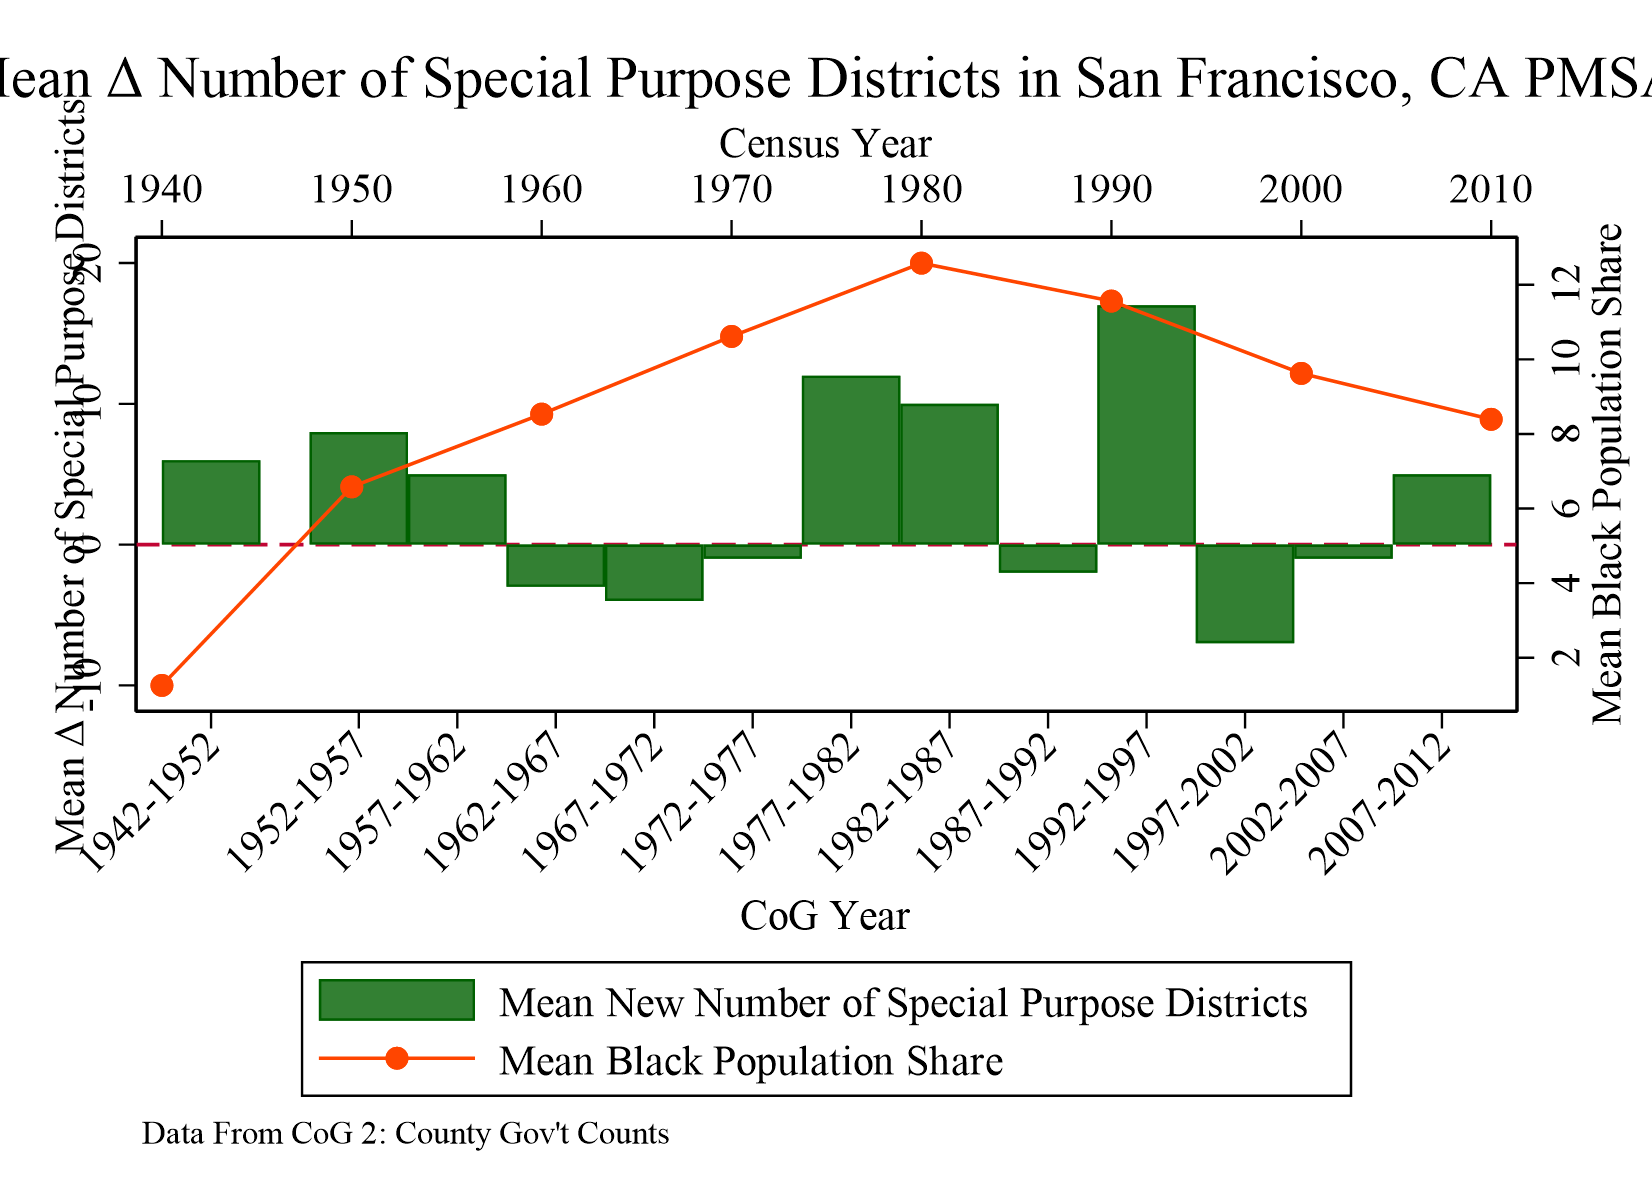 Mean Δ Number of Special Purpose Districts in San Francisco, CA PMSA
Census Year
1940 1950 1960 1970 1980 1990 2000 2010
Mean Δ Number of Special Purpose Districts
20
10
0
-10
12
10
8
6
4
2
Mean Black Population Share
1942-1952 1952-1957 1957-1962 1962-1967 1967-1972 1972-1977 1977-1982 1982-1987 1987-1992 1992-1997 1997-2002 2002-2007 2007-2012
CoG Year
Mean New Number of Special Purpose Districts
Mean Black Population Share
Data From CoG 2: County Gov't Counts